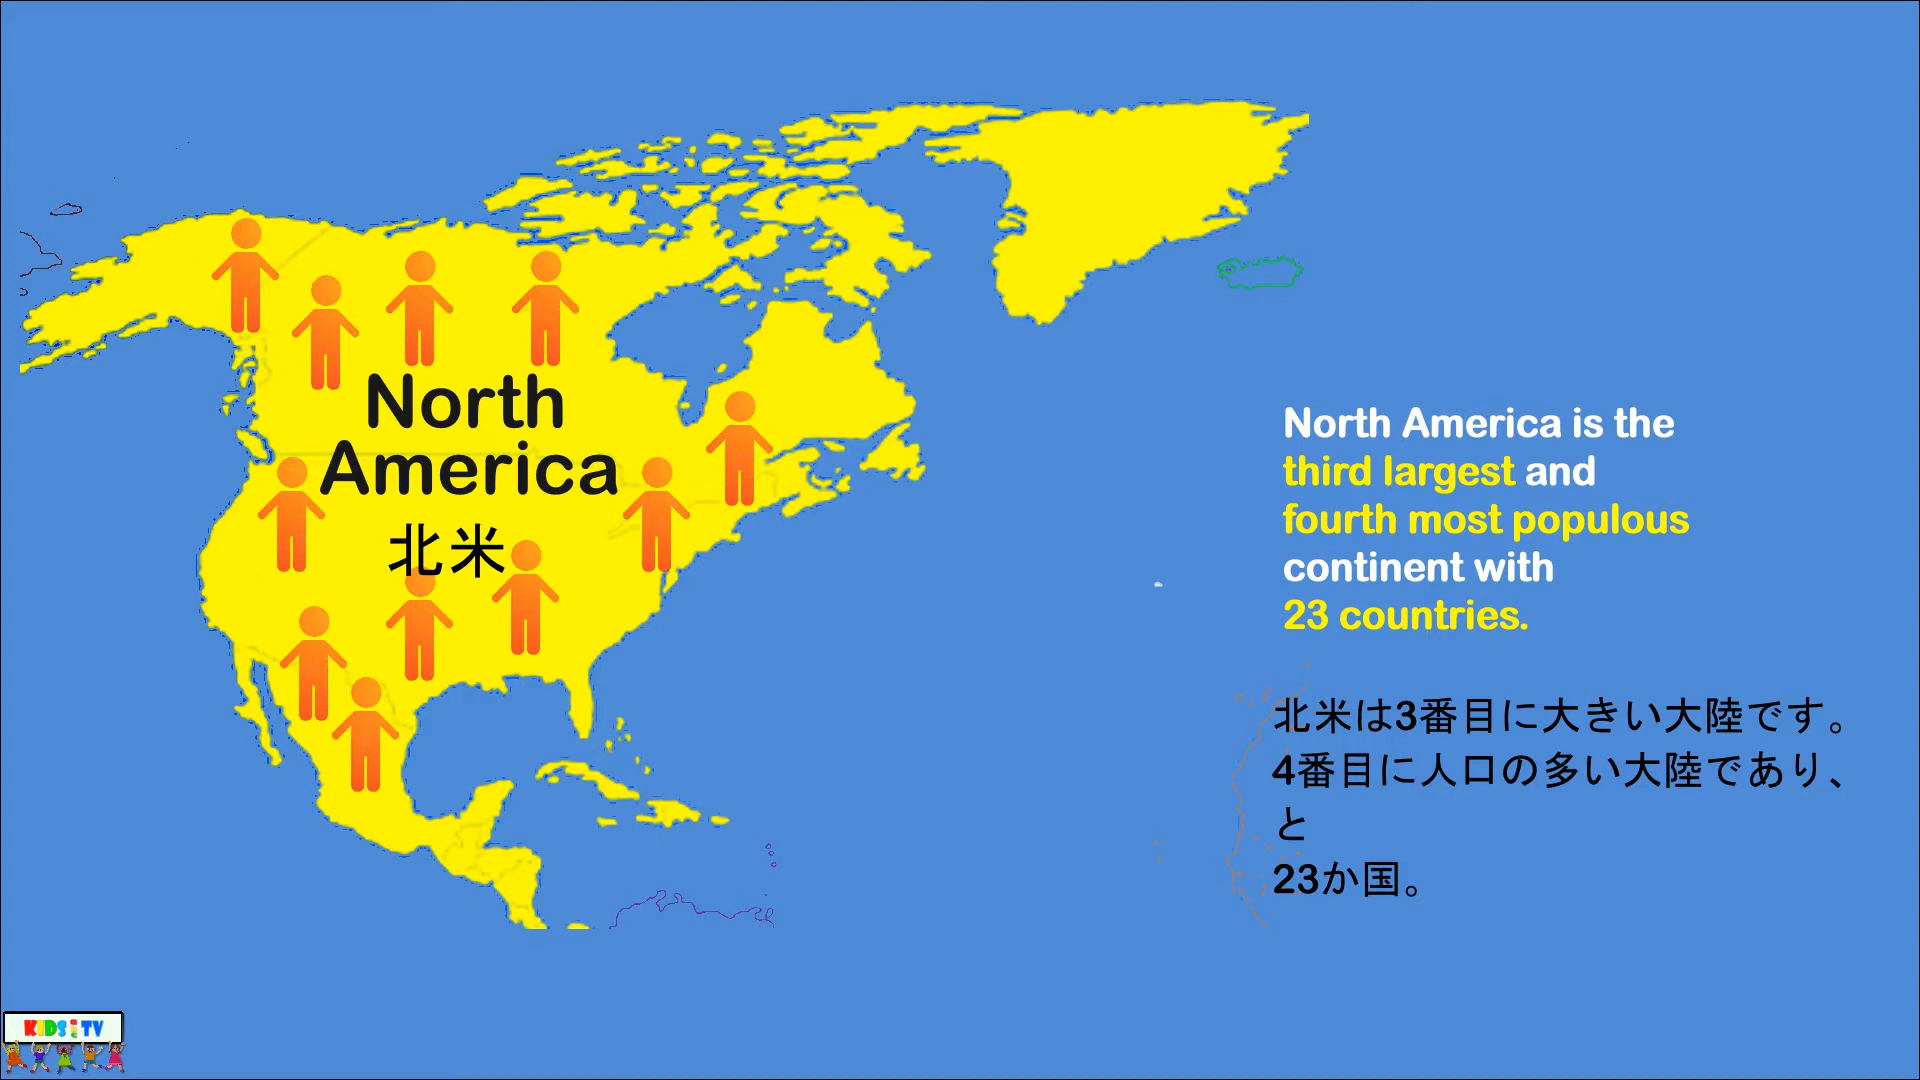 North
America
北米
North America is the
third largest and
fourth most populous
continent with
23 countries.
北米は3番目に大きい大陸です。
4番目に人口の多い大陸であり、
と
23か国。
KIDS TV